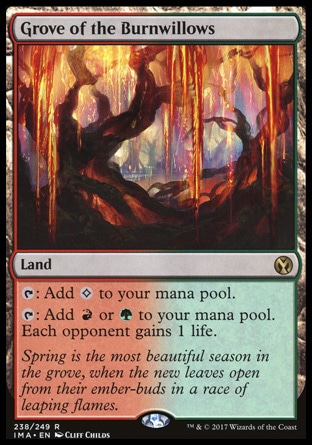 Grove of the Burnwillows
Land
: Add to your mana pool.
: Add or to your mana pool.
Each opponent gains 1 life.
Spring is the most beautiful season in
the grove, when the new leaves open
from their ember-buds in a race of
leaping flames.
238/249 R
IMA • EN CLIFF CHILDS
™ & © 2017 Wizards of the Coast